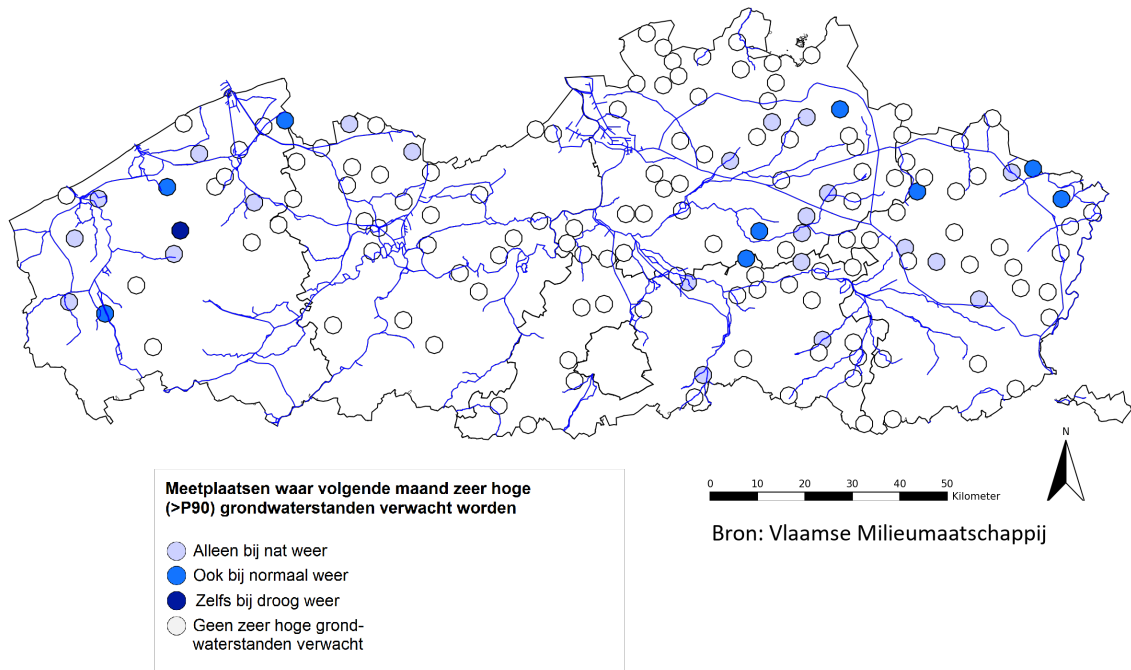 Meetplaatsen waar volgende maand zeer hoge
(>P90) grondwaterstanden verwacht worden
Alleen bij nat weer
Ook bij normaal weer
Zelfs bij droog weer
Geen zeer hoge grond-
waterstanden verwacht
N
0 10 20 30 40 50 Kilometer
Bron: Vlaamse Milieumaatschappij